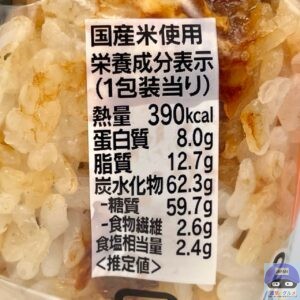 国産米使用
栄養成分表示
(1包装当り)
熱量 390kcal
蛋白質 8.0g
脂質 12.7g
炭水化物 62.3g
-糖質 59.7g
-食物繊維 2.6g
食塩相当量 2.4g
<推定値>